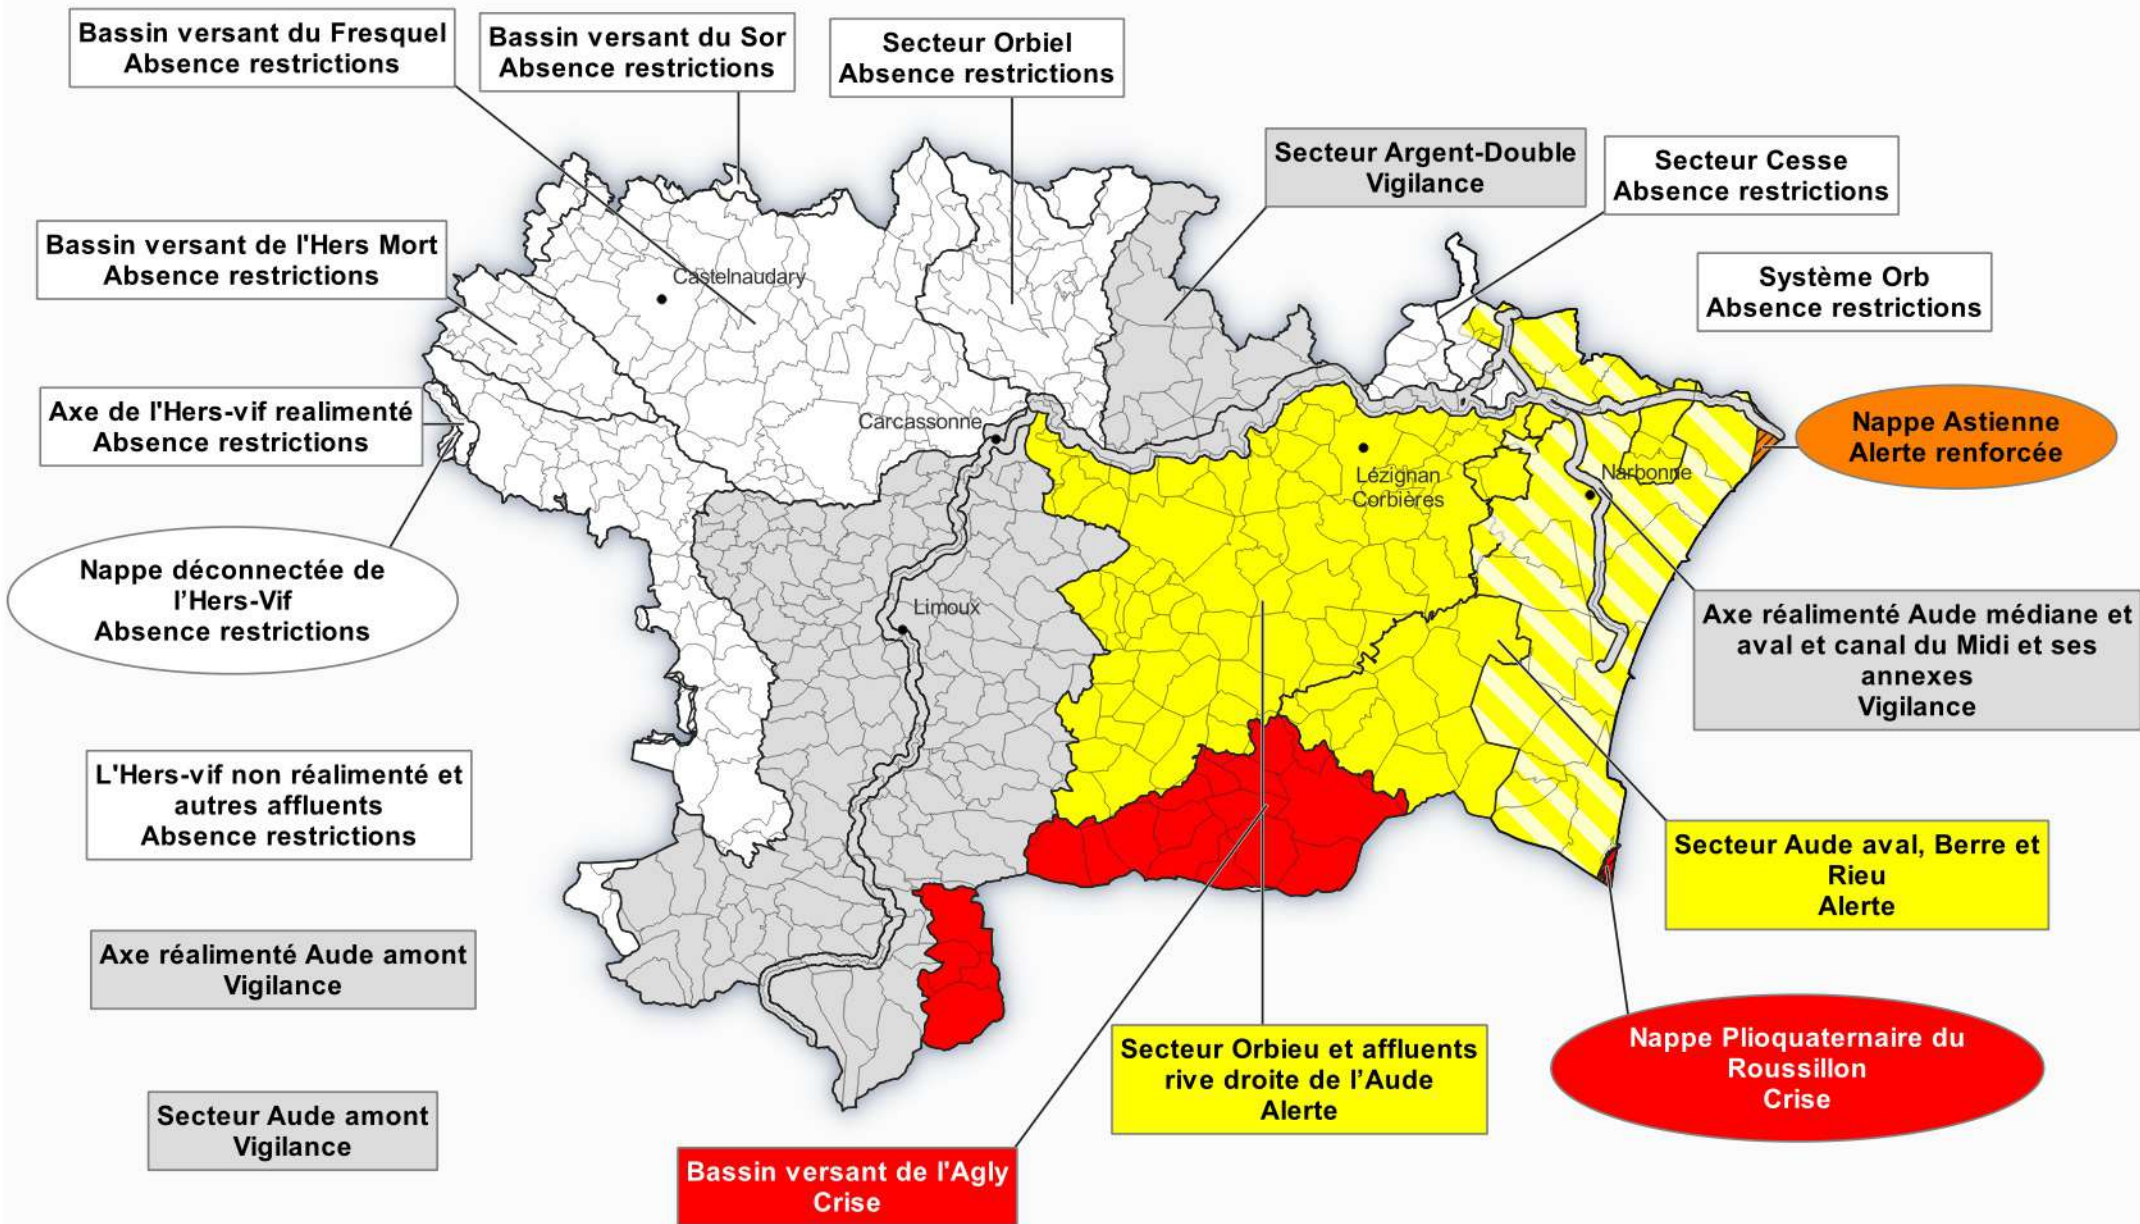 Bassin versant du Fresquel
Absence restrictions
Bassin versant du Sor
Absence restrictions
Secteur Orbiel
Absence restrictions
Secteur Argent-Double
Vigilance
Secteur Cesse
Absence restrictions
Bassin versant de l'Hers Mort
Absence restrictions
Système Orb
Absence restrictions
Castelnaudary
Axe de l'Hers-vif realimenté
Absence restrictions
Carcassonne
Nappe Astienne
Alerte renforcée
Lézignan
Corbières
Narbonne
Nappe déconnectée de
l’Hers-Vif
Absence restrictions
Limoux
Axe réalimenté Aude médiane et
aval et canal du Midi et ses
annexes
Vigilance
L'Hers-vif non réalimenté et
autres affluents
Absence restrictions
Secteur Aude aval, Berre et
Rieu
Alerte
Axe réalimenté Aude amont
Vigilance
Secteur Orbieu et affluents
rive droite de l’Aude
Alerte
Nappe Plioquaternaire du
Roussillon
Crise
Secteur Aude amont
Vigilance
Bassin versant de l'Agly
Crise